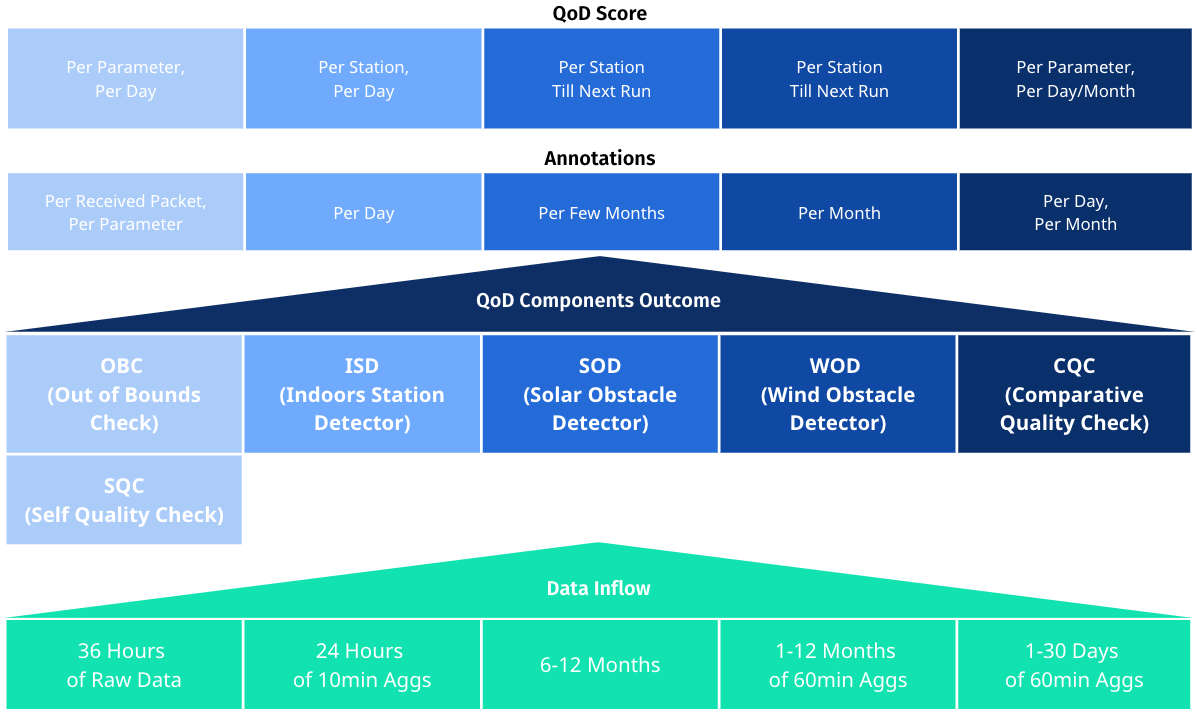 QoD Score
Per Parameter,
Per Day
Per Station,
Per Day
Per Station
Till Next Run
Per Station
Till Next Run
Per Parameter,
Per Day/Month
Annotations
Per Received Packet,
Per Parameter
Per Day
Per Few Months
Per Month
Per Day,
Per Month
QoD Components Outcome
OBC
(Out of Bounds
Check)
ISD
(Indoors Station
Detector)
SOD
(Solar Obstacle
Detector)
WOD
(Wind Obstacle
Detector)
CQC
(Comparative
Quality Check)
SQC
(Self Quality Check)
Data Inflow
36 Hours
of Raw Data
24 Hours
of 10min Aggs
6-12 Months
1-12 Months
of 60min Aggs
1-30 Days
of 60min Aggs